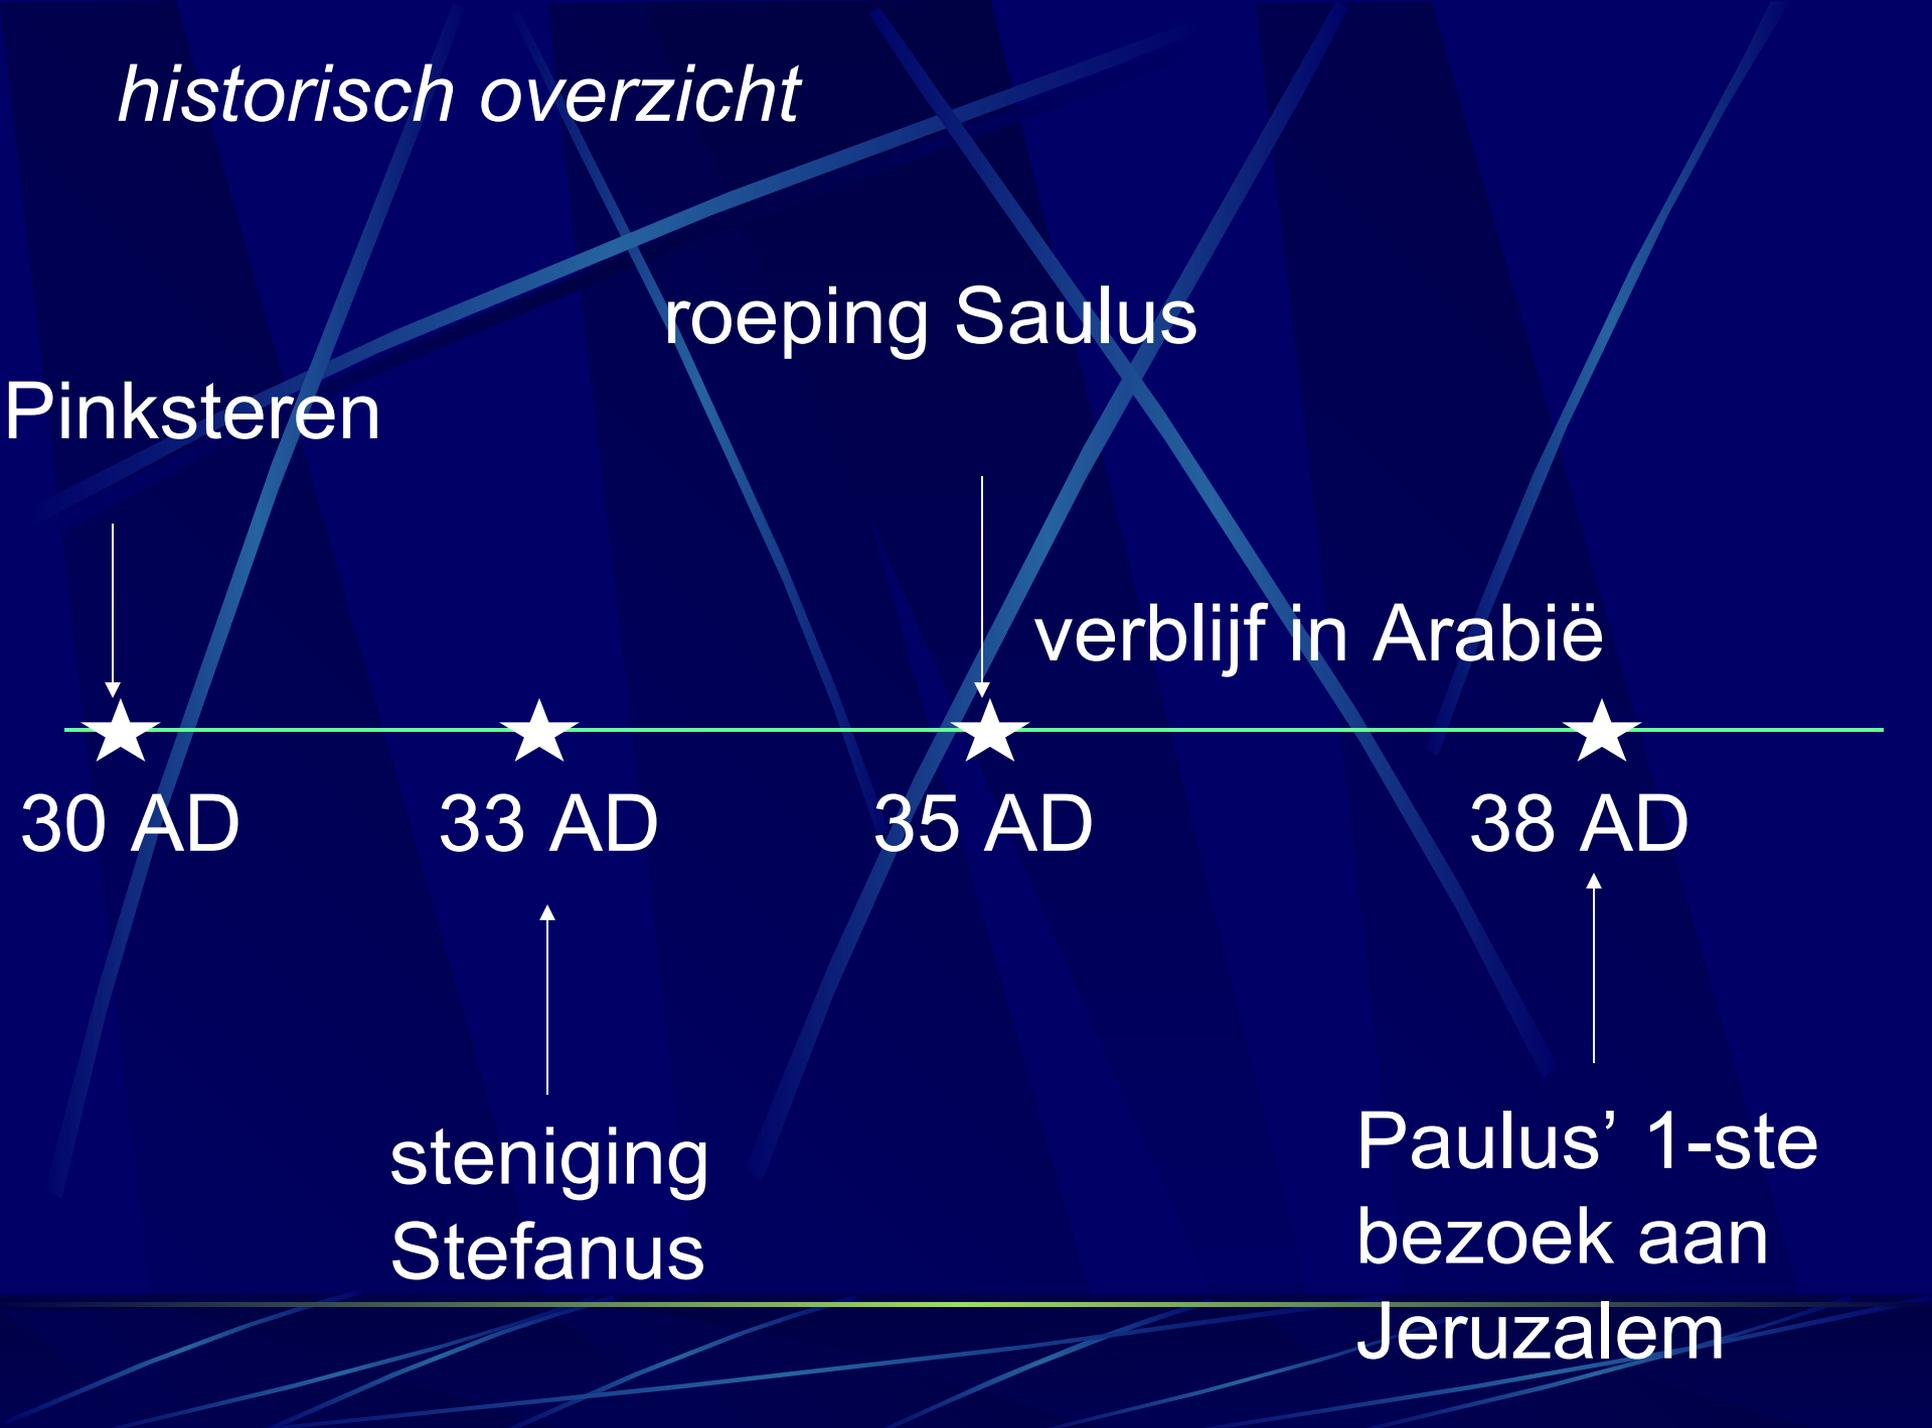 historisch overzicht
roeping Saulus
Pinksteren
verblijf in Arabië
30 AD
33 AD
35 AD
38 AD
steniging
Stefanus
Paulus’ 1-ste
bezoek aan
Jeruzalem